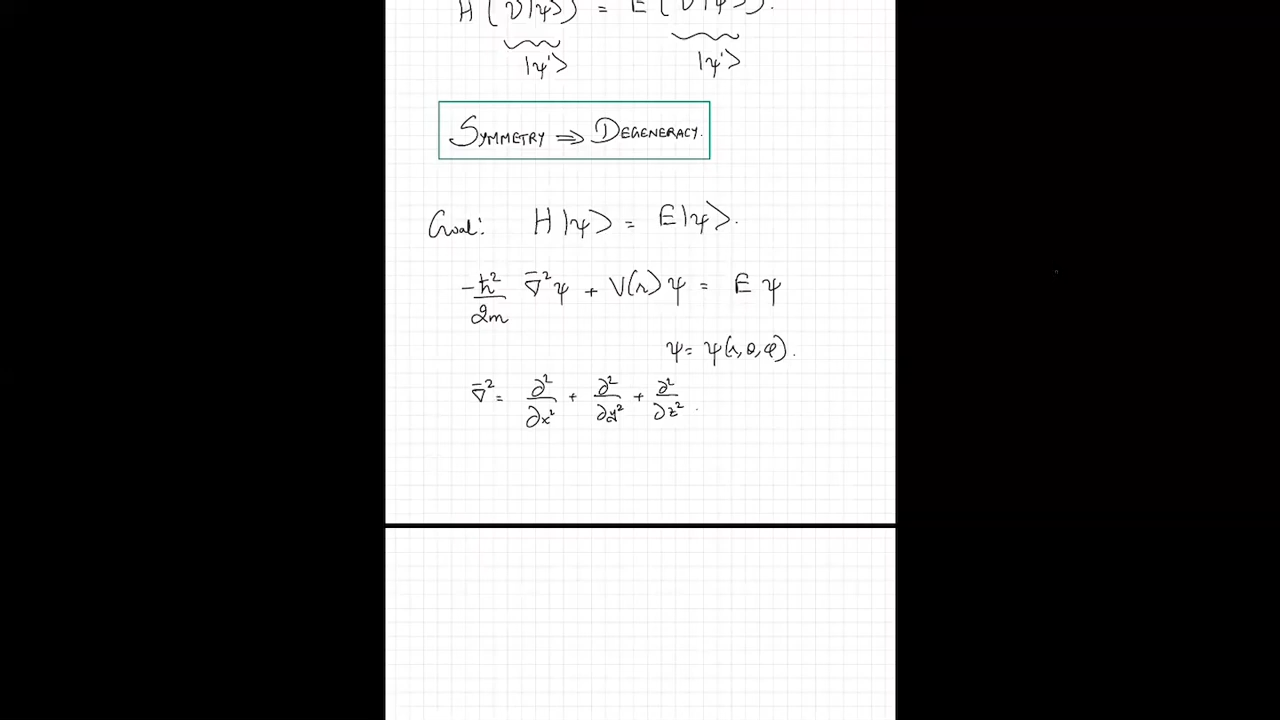 H (U|ψ⟩) = E (U|ψ⟩).
|ψ'⟩ |ψ'⟩
SYMMETRY ⇒ DEGENERACY.
Goal: H|ψ⟩ = E|ψ⟩.
-ħ²/2m ∇̄²ψ + V(r)ψ = Eψ
ψ = ψ(r,θ,φ).
∇̄² = ∂²/∂x² + ∂²/∂y² + ∂²/∂z².